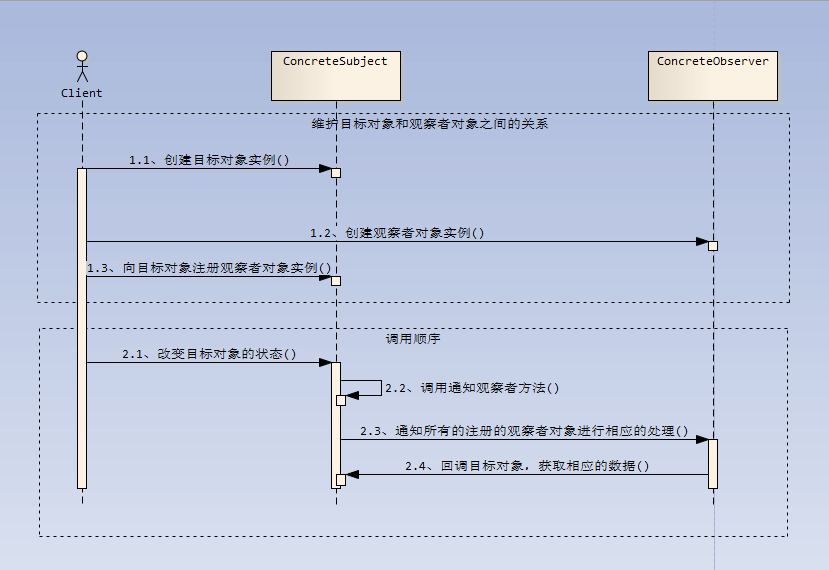 ConcreteSubject
ConcreteObserver
Client
维护目标对象和观察者对象之间的关系
1.1、创建目标对象实例()
1.2、创建观察者对象实例()
1.3、向目标对象注册观察者对象实例()
调用顺序
2.1、改变目标对象的状态()
2.2、调用通知观察者方法()
2.3、通知所有的注册的观察者对象进行相应的处理()
2.4、回调目标对象，获取相应的数据()